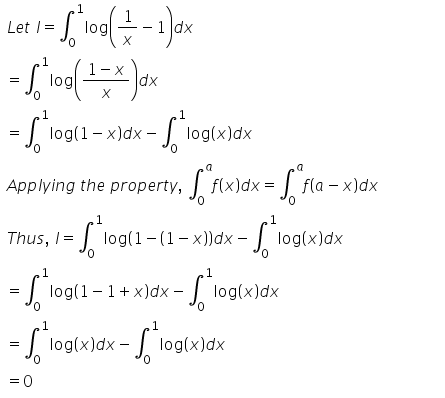 Let I = ∫₀¹ log(1/x − 1)dx
= ∫₀¹ log((1 − x)/x)dx
= ∫₀¹ log(1 − x)dx − ∫₀¹ log(x)dx
Applying the property, ∫₀ᵃ f(x)dx = ∫₀ᵃ f(a − x)dx
Thus, I = ∫₀¹ log(1 − (1 − x))dx − ∫₀¹ log(x)dx
= ∫₀¹ log(1 − 1 + x)dx − ∫₀¹ log(x)dx
= ∫₀¹ log(x)dx − ∫₀¹ log(x)dx
= 0